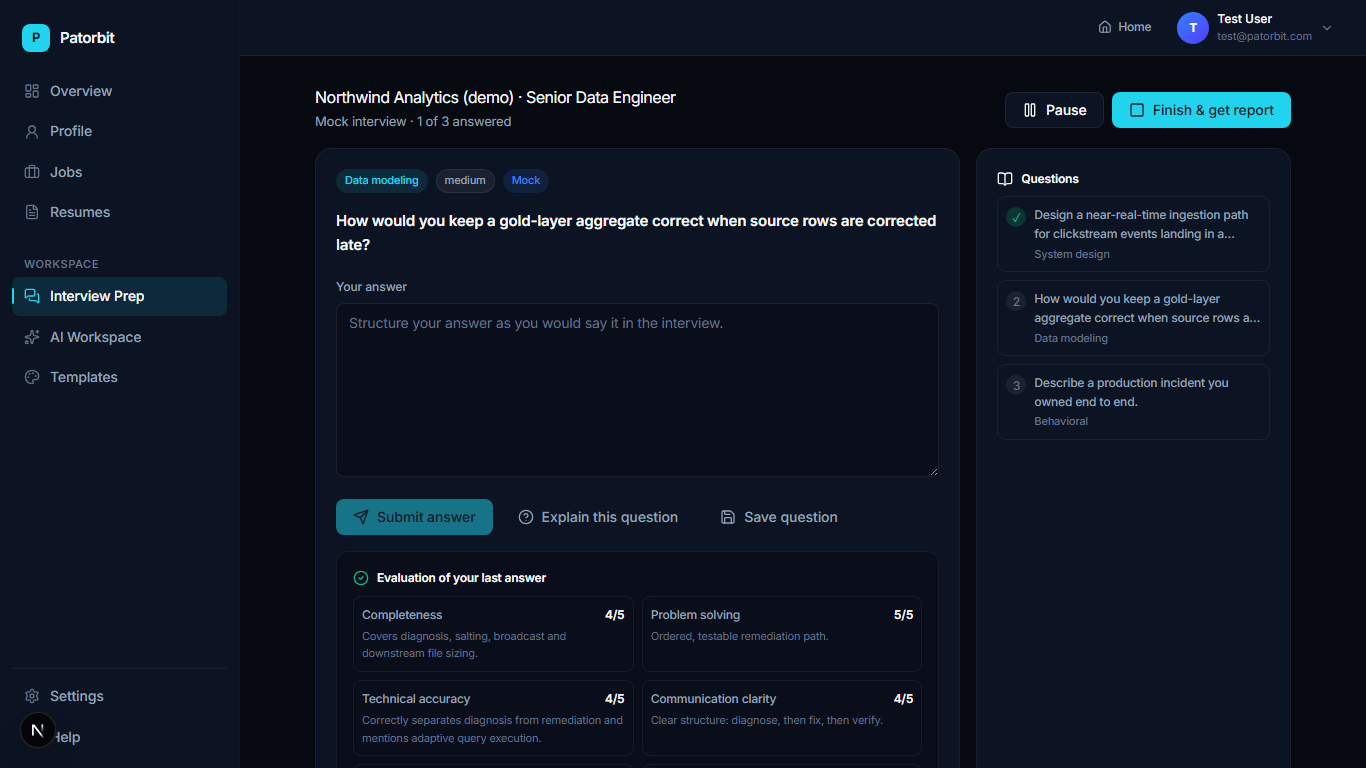 P Patorbit
Overview
Profile
Jobs
Resumes
WORKSPACE
Interview Prep
AI Workspace
Templates
Settings
N
Help
Home
T
Test User
test@patorbit.com
Northwind Analytics (demo) · Senior Data Engineer
Mock interview · 1 of 3 answered
Pause
Finish & get report
Data modeling medium Mock
How would you keep a gold-layer aggregate correct when source rows are corrected
late?
Your answer
Structure your answer as you would say it in the interview.
Submit answer
Explain this question
Save question
Evaluation of your last answer
Completeness 4/5
Covers diagnosis, salting, broadcast and
downstream file sizing.
Problem solving 5/5
Ordered, testable remediation path.
Technical accuracy 4/5
Correctly separates diagnosis from remediation and
mentions adaptive query execution.
Communication clarity 4/5
Clear structure: diagnose, then fix, then verify.
Questions
Design a near-real-time ingestion path
for clickstream events landing in a...
System design
2 How would you keep a gold-layer
aggregate correct when source rows a...
Data modeling
3 Describe a production incident you
owned end to end.
Behavioral